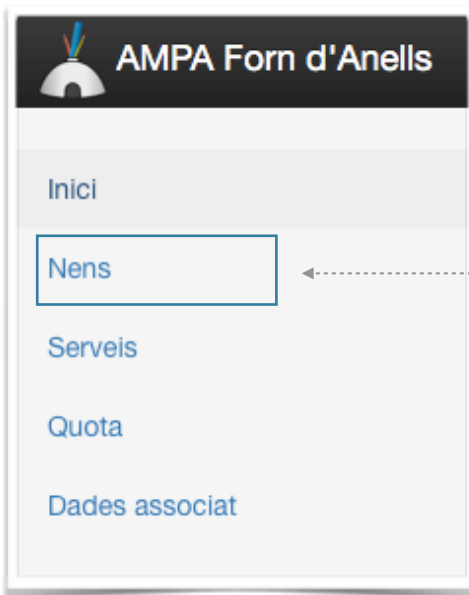 AMPA Forn d'Anells
Inici
Nens
Serveis
Quota
Dades associat